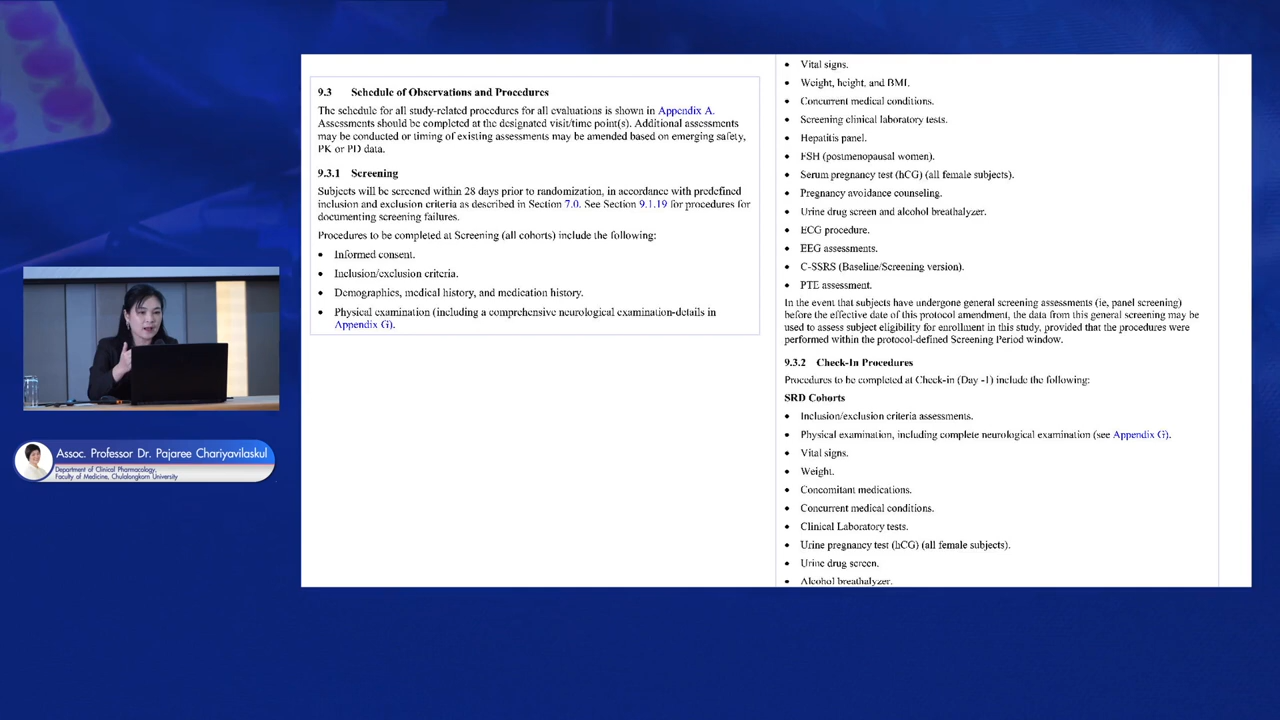 9.3 Schedule of Observations and Procedures
The schedule for all study-related procedures for all evaluations is shown in Appendix A.
Assessments should be completed at the designated visit/time point(s). Additional assessments
may be conducted or timing of existing assessments may be amended based on emerging safety,
PK or PD data.
9.3.1 Screening
Subjects will be screened within 28 days prior to randomization, in accordance with predefined
inclusion and exclusion criteria as described in Section 7.0. See Section 9.1.19 for procedures for
documenting screening failures.
Procedures to be completed at Screening (all cohorts) include the following:
• Informed consent.
• Inclusion/exclusion criteria.
• Demographics, medical history, and medication history.
• Physical examination (including a comprehensive neurological examination-details in
Appendix G).
• Vital signs.
• Weight, height, and BMI.
• Concurrent medical conditions.
• Screening clinical laboratory tests.
• Hepatitis panel.
• FSH (postmenopausal women).
• Serum pregnancy test (hCG) (all female subjects).
• Pregnancy avoidance counseling.
• Urine drug screen and alcohol breathalyzer.
• ECG procedure.
• EEG assessments.
• C-SSRS (Baseline/Screening version).
• PTE assessment.
In the event that subjects have undergone general screening assessments (ie, panel screening)
before the effective date of this protocol amendment, the data from this general screening may be
used to assess subject eligibility for enrollment in this study, provided that the procedures were
performed within the protocol-defined Screening Period window.
9.3.2 Check-In Procedures
Procedures to be completed at Check-in (Day -1) include the following:
SRD Cohorts
• Inclusion/exclusion criteria assessments.
• Physical examination, including complete neurological examination (see Appendix G).
• Vital signs.
• Weight.
• Concomitant medications.
• Concurrent medical conditions.
• Clinical Laboratory tests.
• Urine pregnancy test (hCG) (all female subjects).
• Urine drug screen.
• Alcohol breathalyzer.
Assoc. Professor Dr. Pajaree Chariyavilaskul
Department of Clinical Pharmacology,
Faculty of Medicine, Chulalongkorn University